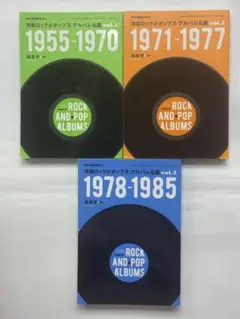 洋楽ロック&ポップス・アルバム名鑑 vol.1
1955-1970
ROCK
AND POP
ALBUMS
洋楽ロック&ポップス・アルバム名鑑 vol.2
1971-1977
ROCK
AND POP
ALBUMS
洋楽ロック&ポップス・アルバム名鑑 vol.3
1978-1985
ROCK
AND POP
ALBUMS